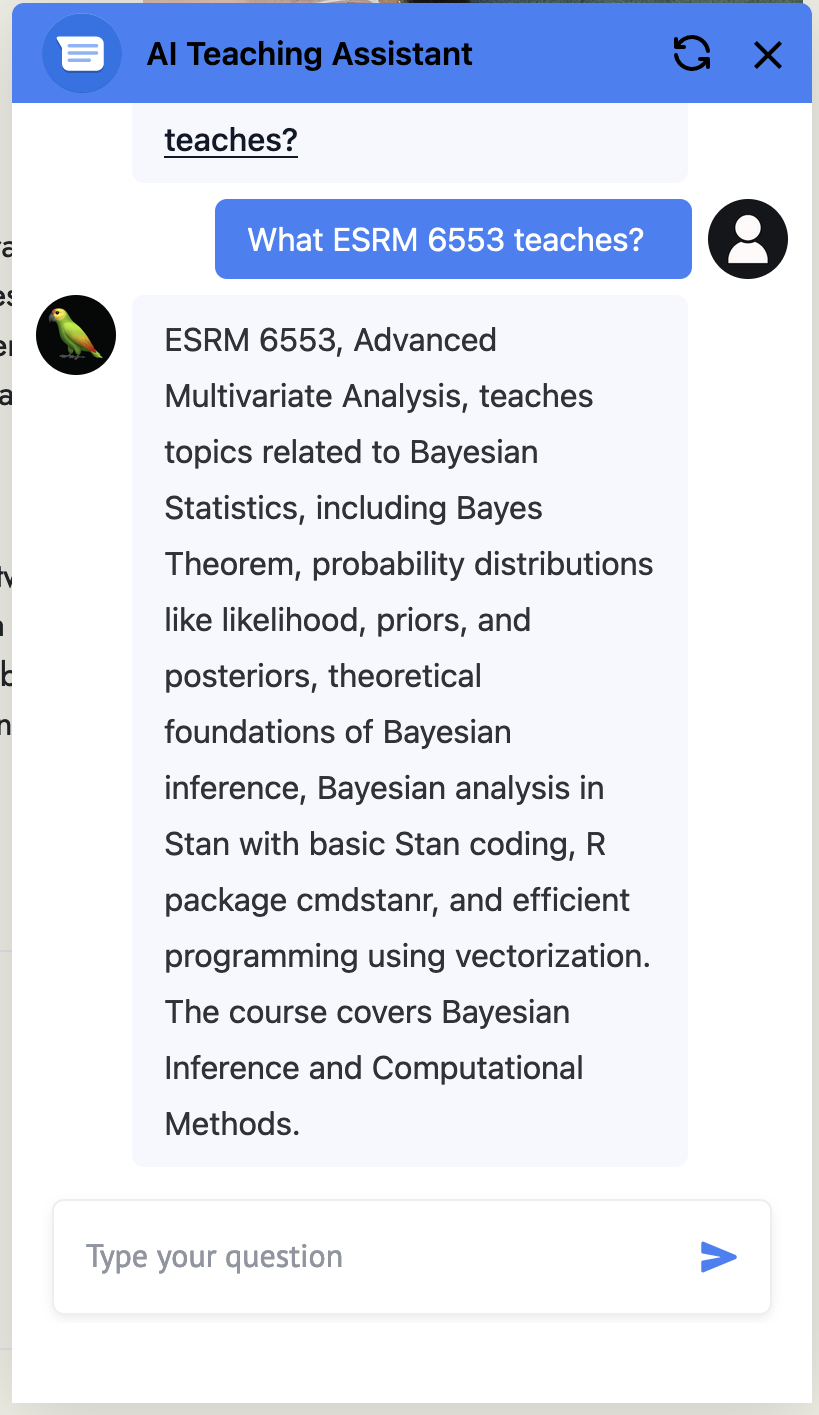 AI Teaching Assistant
teaches?
What ESRM 6553 teaches?
ESRM 6553, Advanced
Multivariate Analysis, teaches
topics related to Bayesian
Statistics, including Bayes
Theorem, probability distributions
like likelihood, priors, and
posteriors, theoretical
foundations of Bayesian
inference, Bayesian analysis in
Stan with basic Stan coding, R
package cmdstanr, and efficient
programming using vectorization.
The course covers Bayesian
Inference and Computational
Methods.
Type your question